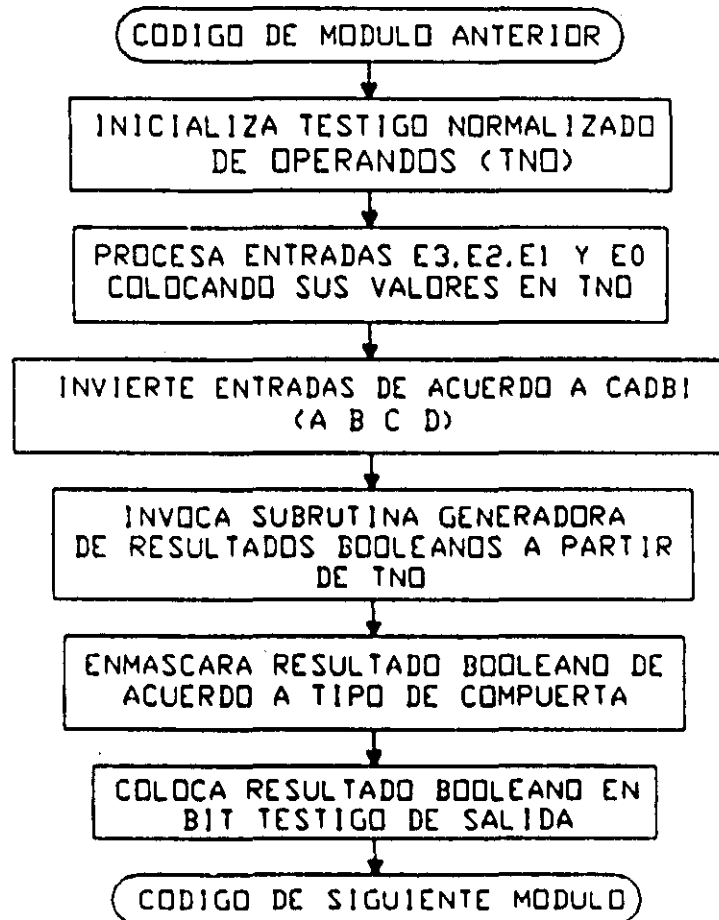 CODIGO DE MODULO ANTERIOR
INICIALIZA TESTIGO NORMALIZADO
DE OPERANDOS (TNO)
PROCESA ENTRADAS E3,E2,E1 Y E0
COLOCANDO SUS VALORES EN TNO
INVIERTE ENTRADAS DE ACUERDO A CADBI
(A B C D)
INVOCA SUBRUTINA GENERADORA
DE RESULTADOS BOOLEANOS A PARTIR
DE TNO
ENMASCARA RESULTADO BOOLEANO DE
ACUERDO A TIPO DE COMPUERTA
COLOCA RESULTADO BOOLEANO EN
BIT TESTIGO DE SALIDA
CODIGO DE SIGUIENTE MODULO